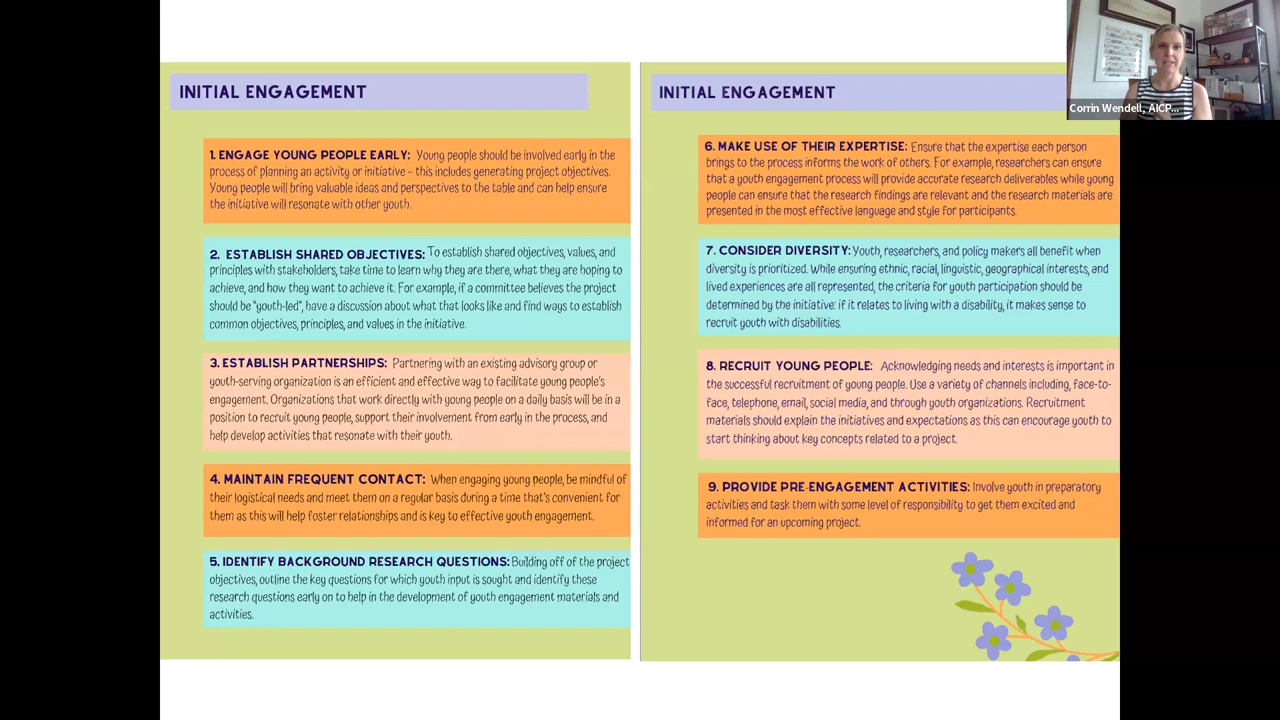 INITIAL ENGAGEMENT
1. ENGAGE YOUNG PEOPLE EARLY: Young people should be involved early in the
process of planning an activity or initiative – this includes generating project objectives.
Young people will bring valuable ideas and perspectives to the table and can help ensure
the initiative will resonate with other youth.
2. ESTABLISH SHARED OBJECTIVES: To establish shared objectives, values, and
principles with stakeholders, take time to learn why they are there, what they are hoping to
achieve, and how they want to achieve it. For example, if a committee believes the project
should be "youth-led", have a discussion about what that looks like and find ways to establish
common objectives, principles, and values in the initiative.
3. ESTABLISH PARTNERSHIPS: Partnering with an existing advisory group or
youth-serving organization is an efficient and effective way to facilitate young people's
engagement. Organizations that work directly with young people on a daily basis will be in a
position to recruit young people, support their involvement from early in the process, and
help develop activities that resonate with their youth.
4. MAINTAIN FREQUENT CONTACT: When engaging young people, be mindful of
their logistical needs and meet them on a regular basis during a time that's convenient for
them as this will help foster relationships and is key to effective youth engagement.
5. IDENTIFY BACKGROUND RESEARCH QUESTIONS: Building off of the project
objectives, outline the key questions for which youth input is sought and identify these
research questions early on to help in the development of youth engagement materials and
activities.
INITIAL ENGAGEMENT
6. MAKE USE OF THEIR EXPERTISE: Ensure that the expertise each person
brings to the process informs the work of others. For example, researchers can ensure
that a youth engagement process will provide accurate research deliverables while young
people can ensure that the research findings are relevant and the research materials are
presented in the most effective language and style for participants.
7. CONSIDER DIVERSITY: Youth, researchers, and policy makers all benefit when
diversity is prioritized. While ensuring ethnic, racial, linguistic, geographical interests, and
lived experiences are all represented, the criteria for youth participation should be
determined by the initiative: if it relates to living with a disability, it makes sense to
recruit youth with disabilities.
8. RECRUIT YOUNG PEOPLE: Acknowledging needs and interests is important in
the successful recruitment of young people. Use a variety of channels including, face-to-
face, telephone, email, social media, and through youth organizations. Recruitment
materials should explain the initiatives and expectations as this can encourage youth to
start thinking about key concepts related to a project.
9. PROVIDE PRE-ENGAGEMENT ACTIVITIES: Involve youth in preparatory
activities and task them with some level of responsibility to get them excited and
informed for an upcoming project.
Corrin Wendell, AICP...